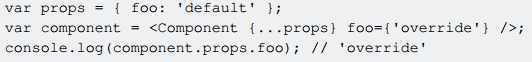 var props = { foo: 'default' };
var component = <Component {...props} foo={'override'} />;
console.log(component.props.foo); // 'override'